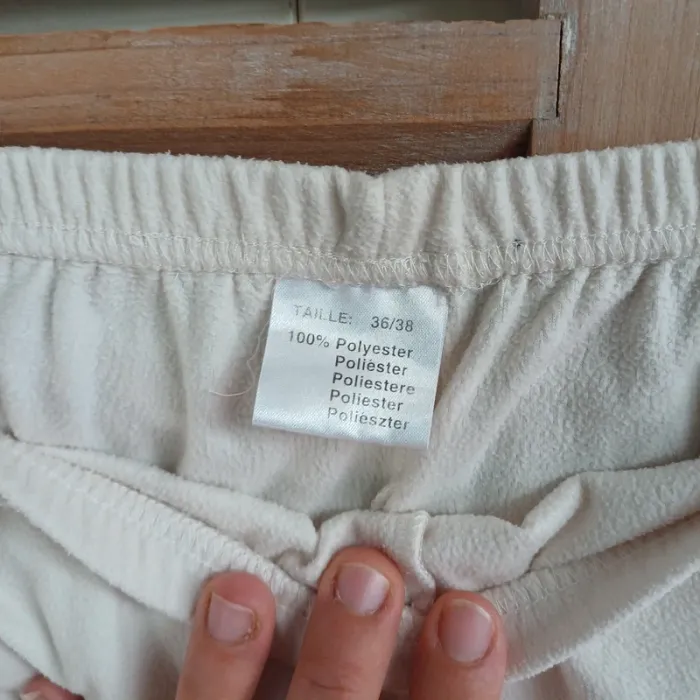 TAILLE: 36/38
100% Polyester
Poliéster
Poliestere
Poliester
Poliészter